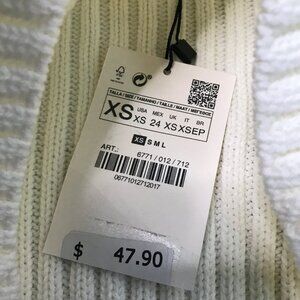 FSC
TALLA / SIZE / TAMANHO / TAILLE / MAAT / ΜΕΓΕΘΟΣ
XS
USA MEX UK IT BR
XS 24 XS XS EP
XS S M L
ART.: 6771 / 012 / 712
06771012712017
$ 47.90